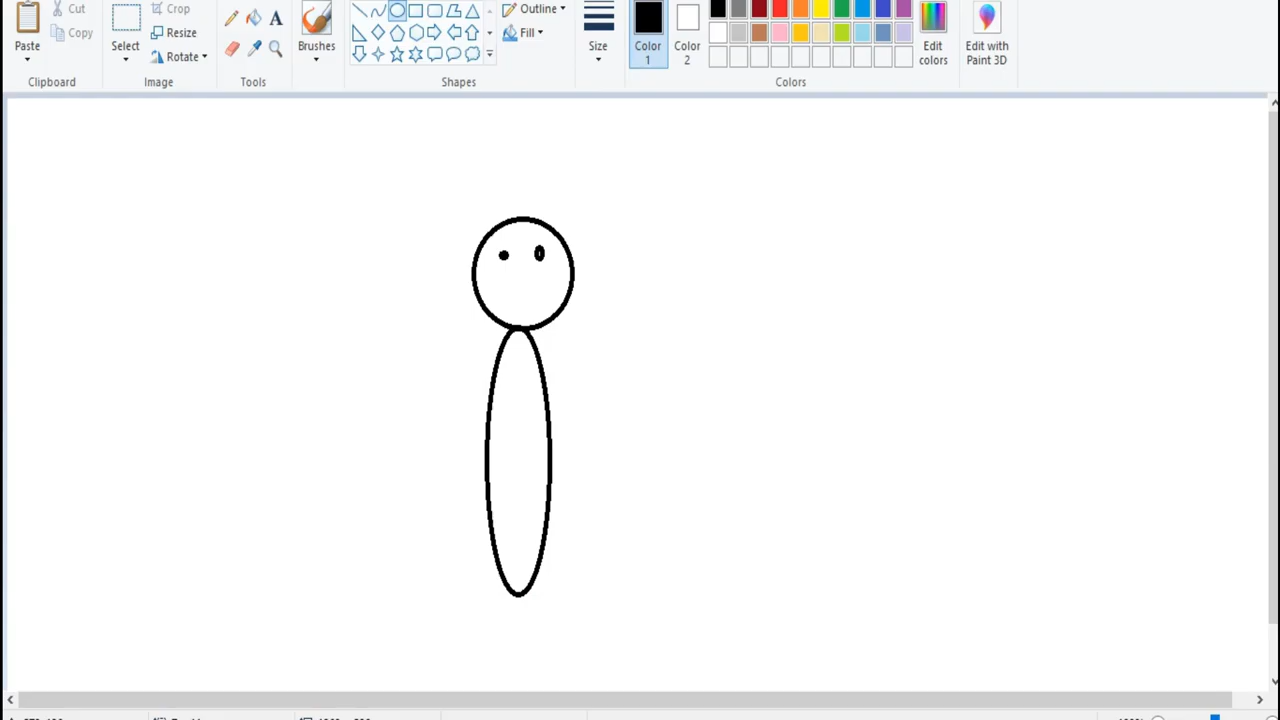 Cut
Crop
Outline
Copy
Resize
Fill
Paste
Select
Rotate
A
Brushes
Size
Color
1
Color
2
Edit
colors
Edit with
Paint 3D
Clipboard
Image
Tools
Shapes
Colors